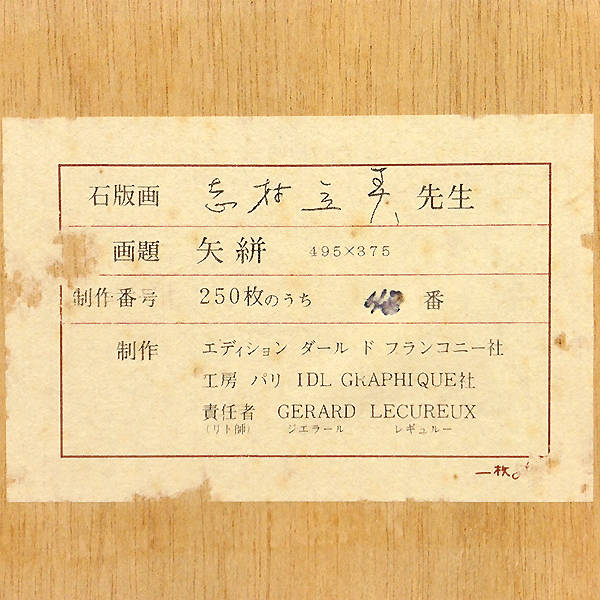 石版画 志村立美 先生
画題 矢絣 495×375
制作番号 250枚のうち 番
制作 エディション ダール ド フランコニー社
工房 パリ IDL GRAPHIQUE社
責任者 GERARD LECUREUX
(リト師) ジエラール レギュルー
一枚。